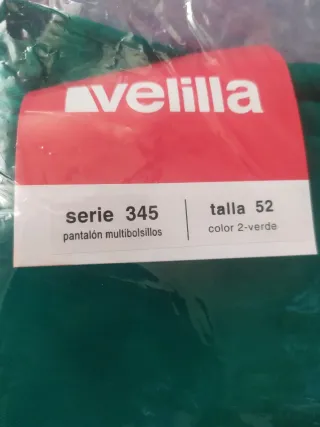 velilla
serie 345
pantalón multibolsillos
talla 52
color 2-verde